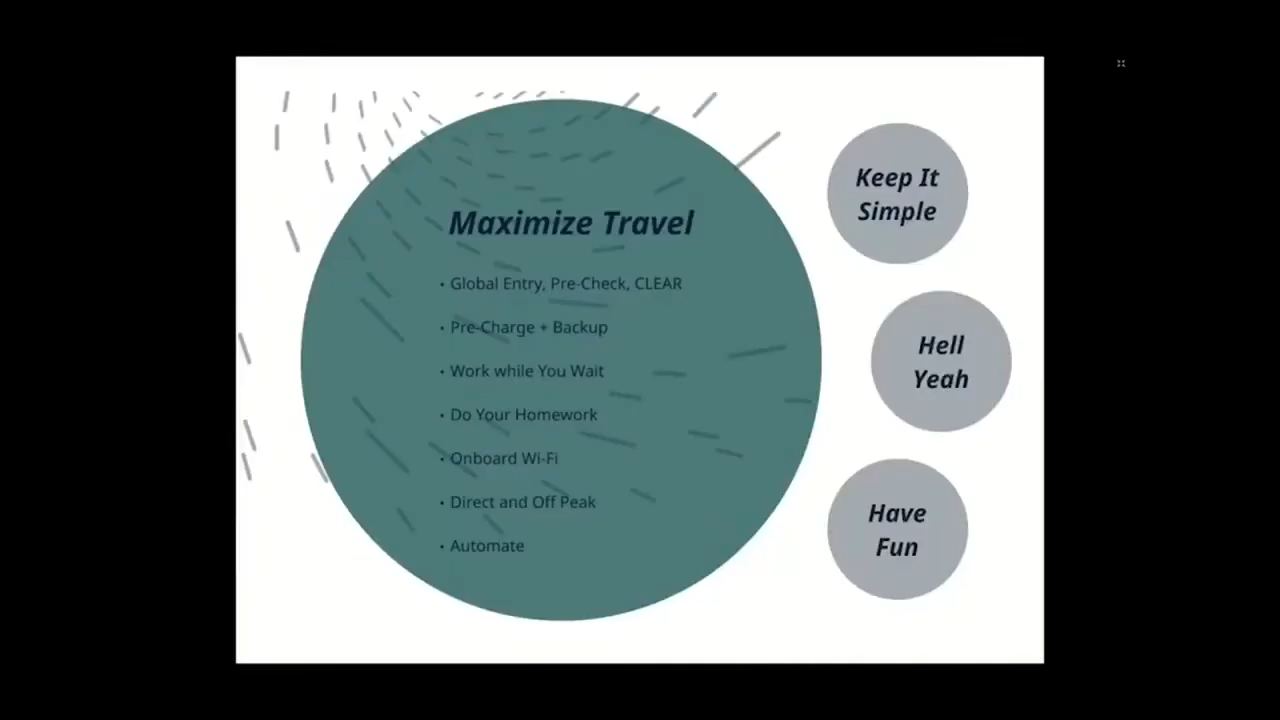 Maximize Travel
• Global Entry, Pre-Check, CLEAR
• Pre-Charge + Backup
• Work while You Wait
• Do Your Homework
• Onboard Wi-Fi
• Direct and Off Peak
• Automate
Keep It
Simple
Hell
Yeah
Have
Fun